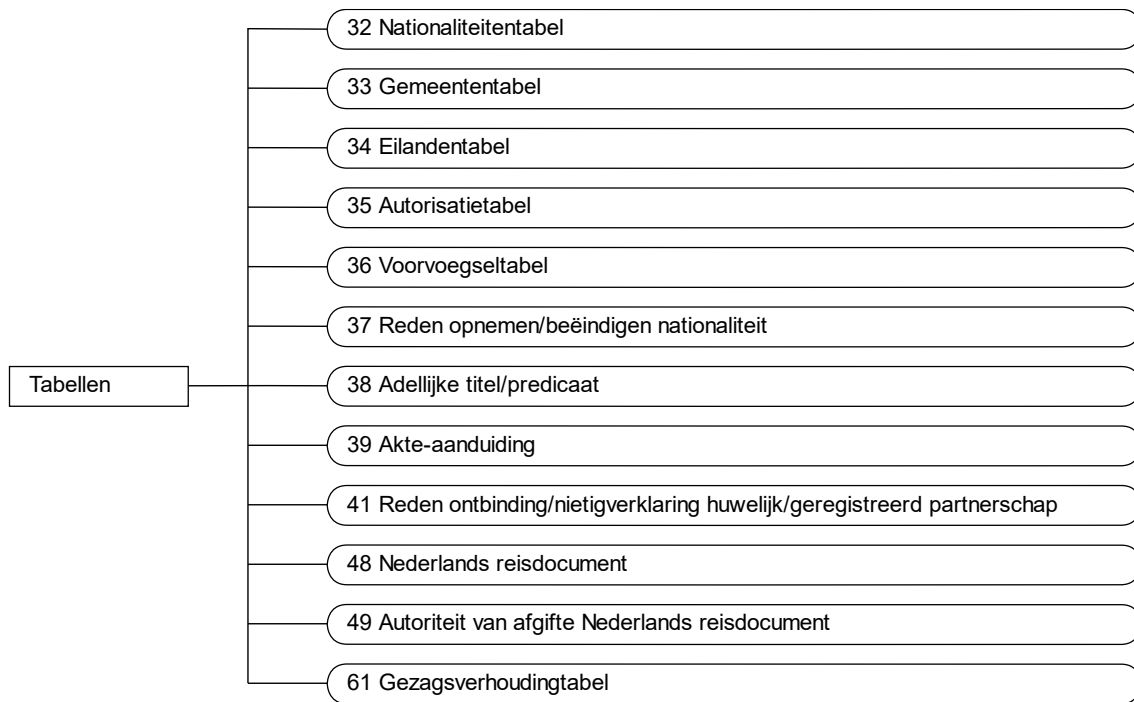 32 Nationaliteitentabel
33 Gemeententabel
34 Eilandentabel
35 Autorisatietabel
36 Voorvoegseltabel
37 Reden opnemen/beëindigen nationaliteit
Tabellen
38 Adellijke titel/predicaat
39 Akte-aanduiding
41 Reden ontbinding/nietigverklaring huwelijk/geregistreerd partnerschap
48 Nederlands reisdocument
49 Autoriteit van afgifte Nederlands reisdocument
61 Gezagsverhoudingtabel